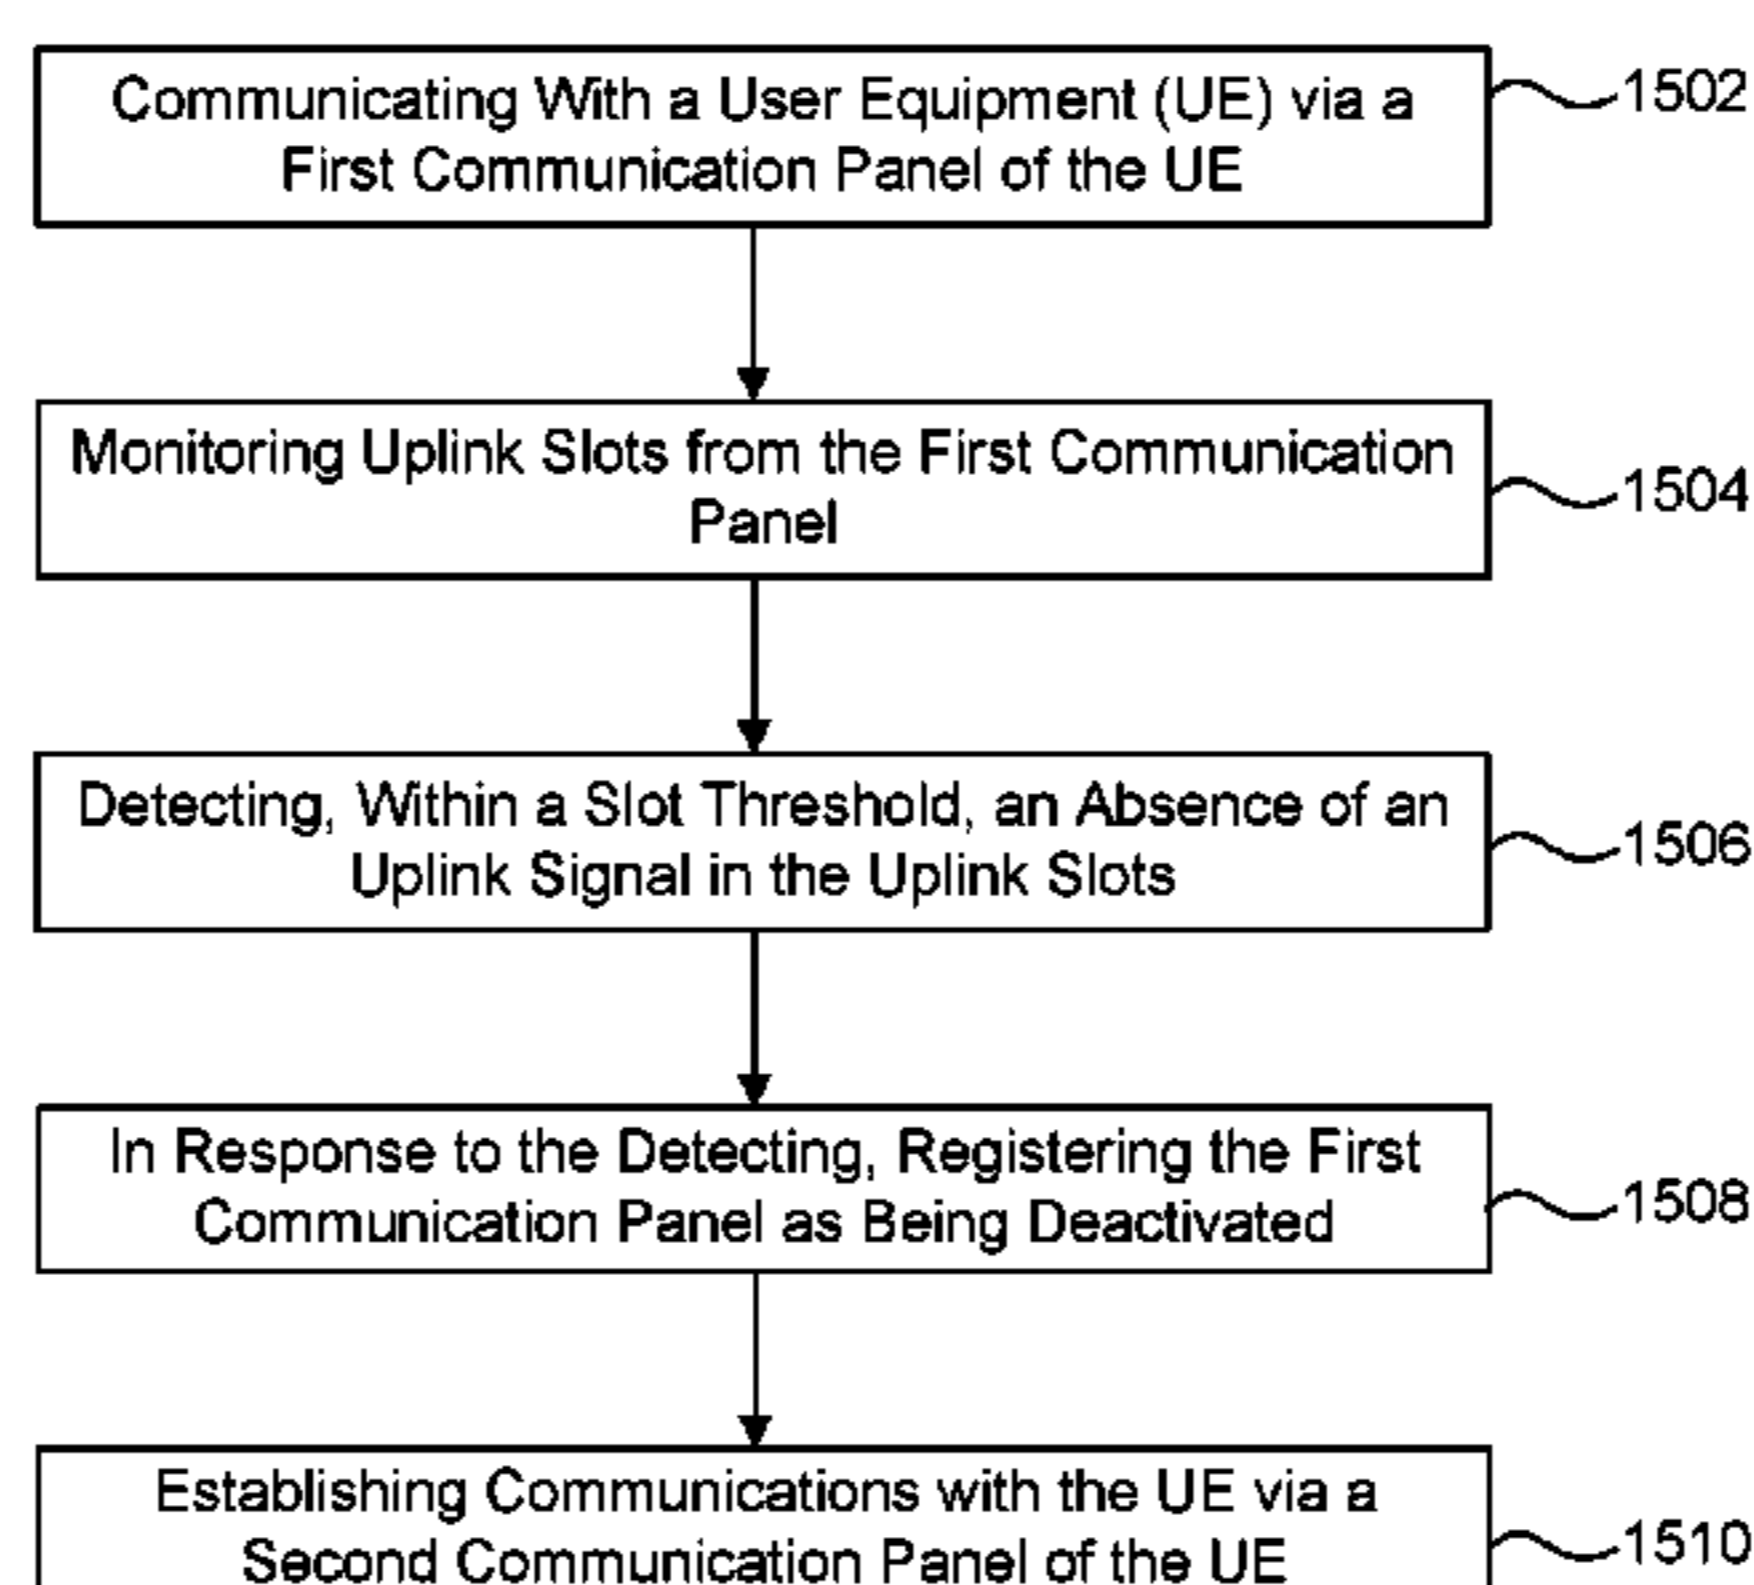 Communicating With a User Equipment (UE) via a
First Communication Panel of the UE
1502
Monitoring Uplink Slots from the First Communication
Panel
1504
Detecting, Within a Slot Threshold, an Absence of an
Uplink Signal in the Uplink Slots
1506
In Response to the Detecting, Registering the First
Communication Panel as Being Deactivated
1508
Establishing Communications with the UE via a
Second Communication Panel of the UE
1510